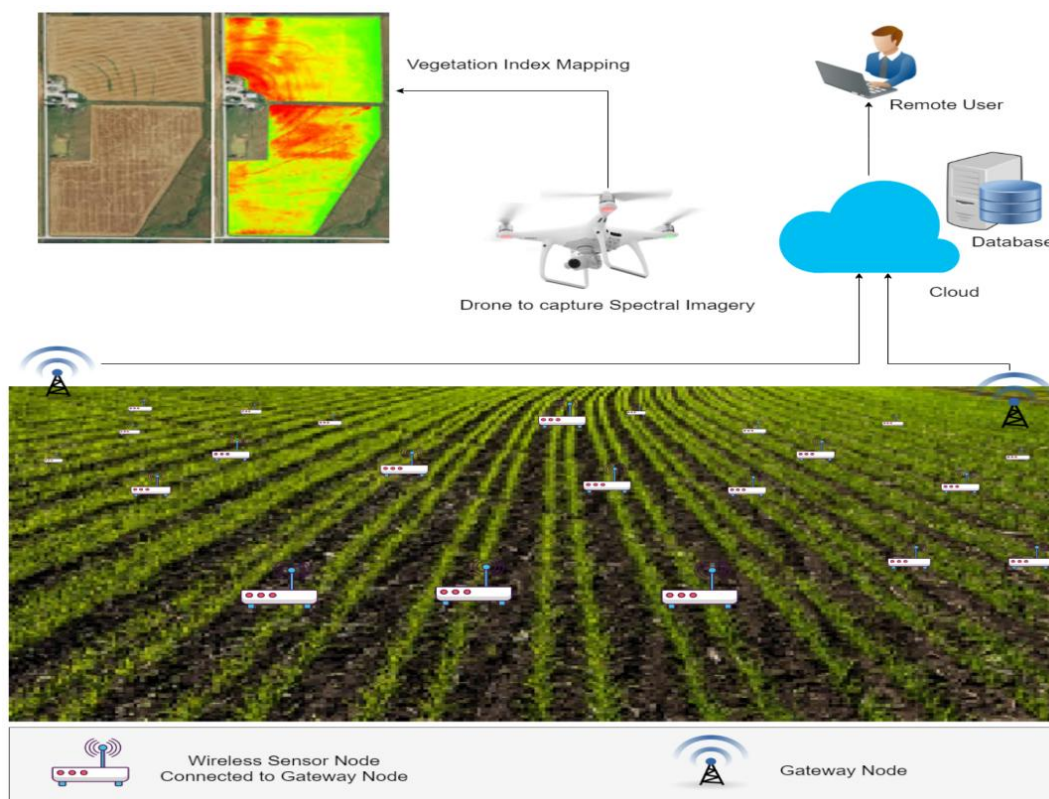 Vegetation Index Mapping
Remote User
Database
Drone to capture Spectral Imagery
Cloud
Wireless Sensor Node
Connected to Gateway Node
Gateway Node